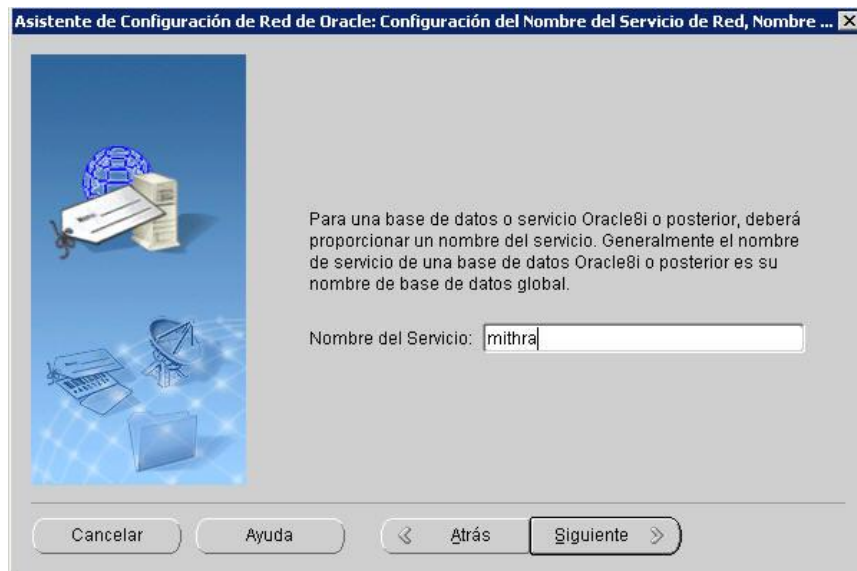 Asistente de Configuración de Red de Oracle: Configuración del Nombre del Servicio de Red, Nombre ...
Para una base de datos o servicio Oracle8i o posterior, deberá
proporcionar un nombre del servicio. Generalmente el nombre
de servicio de una base de datos Oracle8i o posterior es su
nombre de base de datos global.
Nombre del Servicio: mithra
Cancelar Ayuda Atrás Siguiente